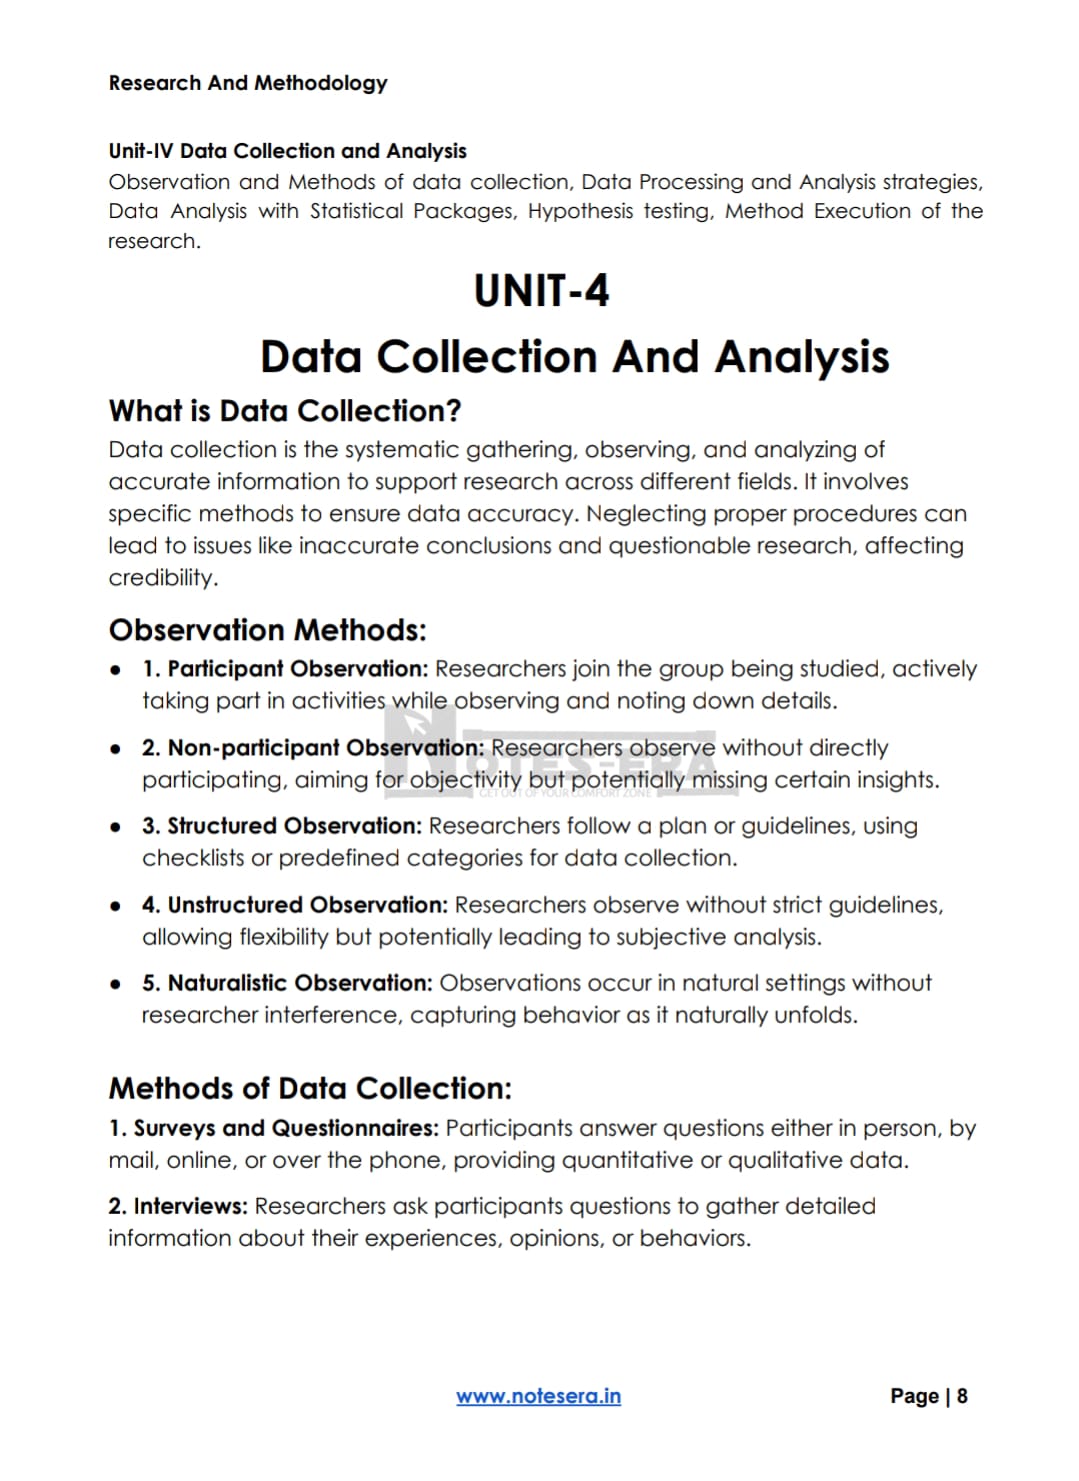 Research And Methodology
Unit-IV Data Collection and Analysis
Observation and Methods of data collection, Data Processing and Analysis strategies,
Data Analysis with Statistical Packages, Hypothesis testing, Method Execution of the
research.
UNIT-4
Data Collection And Analysis
What is Data Collection?
Data collection is the systematic gathering, observing, and analyzing of
accurate information to support research across different fields. It involves
specific methods to ensure data accuracy. Neglecting proper procedures can
lead to issues like inaccurate conclusions and questionable research, affecting
credibility.
Observation Methods:
● 1. Participant Observation: Researchers join the group being studied, actively
taking part in activities while observing and noting down details.
● 2. Non-participant Observation: Researchers observe without directly
participating, aiming for objectivity but potentially missing certain insights.
NOTES-ERA
GET OUT OF YOUR COMFORT ZONE
● 3. Structured Observation: Researchers follow a plan or guidelines, using
checklists or predefined categories for data collection.
● 4. Unstructured Observation: Researchers observe without strict guidelines,
allowing flexibility but potentially leading to subjective analysis.
● 5. Naturalistic Observation: Observations occur in natural settings without
researcher interference, capturing behavior as it naturally unfolds.
Methods of Data Collection:
1. Surveys and Questionnaires: Participants answer questions either in person, by
mail, online, or over the phone, providing quantitative or qualitative data.
2. Interviews: Researchers ask participants questions to gather detailed
information about their experiences, opinions, or behaviors.
www.notesera.in
Page | 8